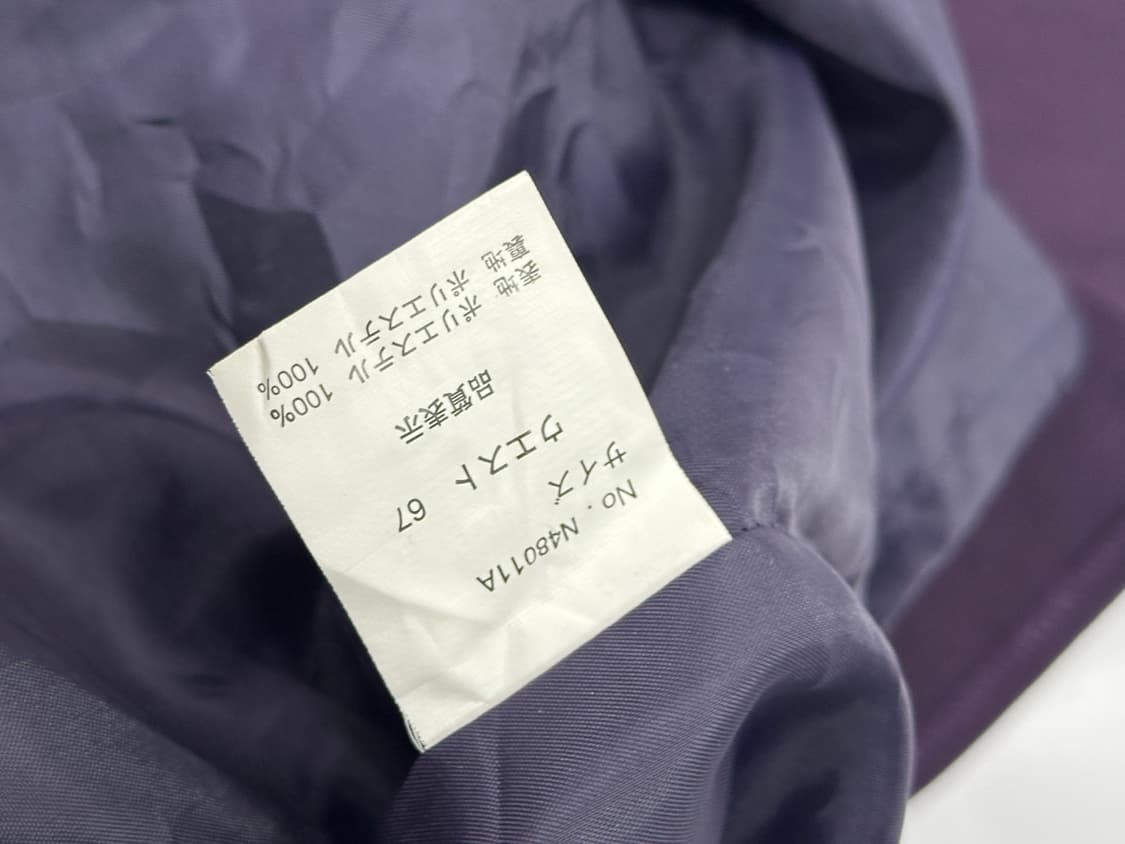 No. N48011A
サイズ
ウエスト 67
品質表示
表地 ポリエステル 100%
裏地 ポリエステル 100%